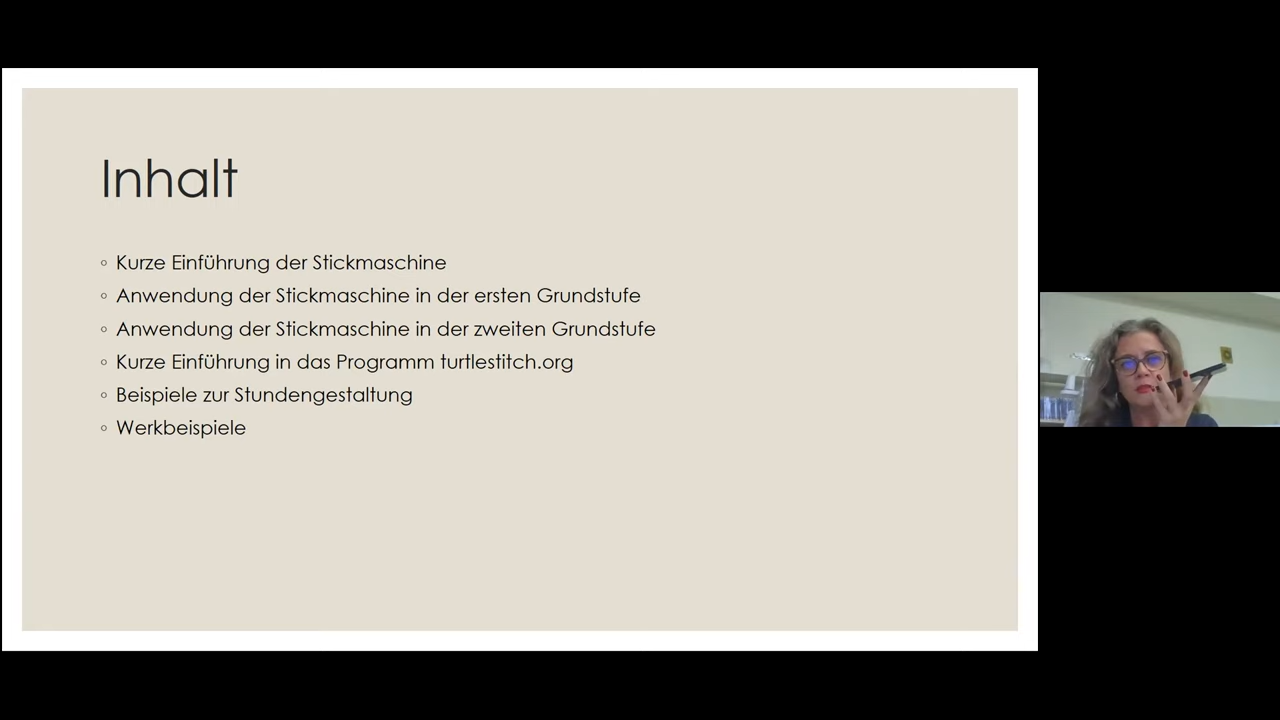 Inhalt
◦ Kurze Einführung der Stickmaschine
◦ Anwendung der Stickmaschine in der ersten Grundstufe
◦ Anwendung der Stickmaschine in der zweiten Grundstufe
◦ Kurze Einführung in das Programm turtlestitch.org
◦ Beispiele zur Stundengestaltung
◦ Werkbeispiele